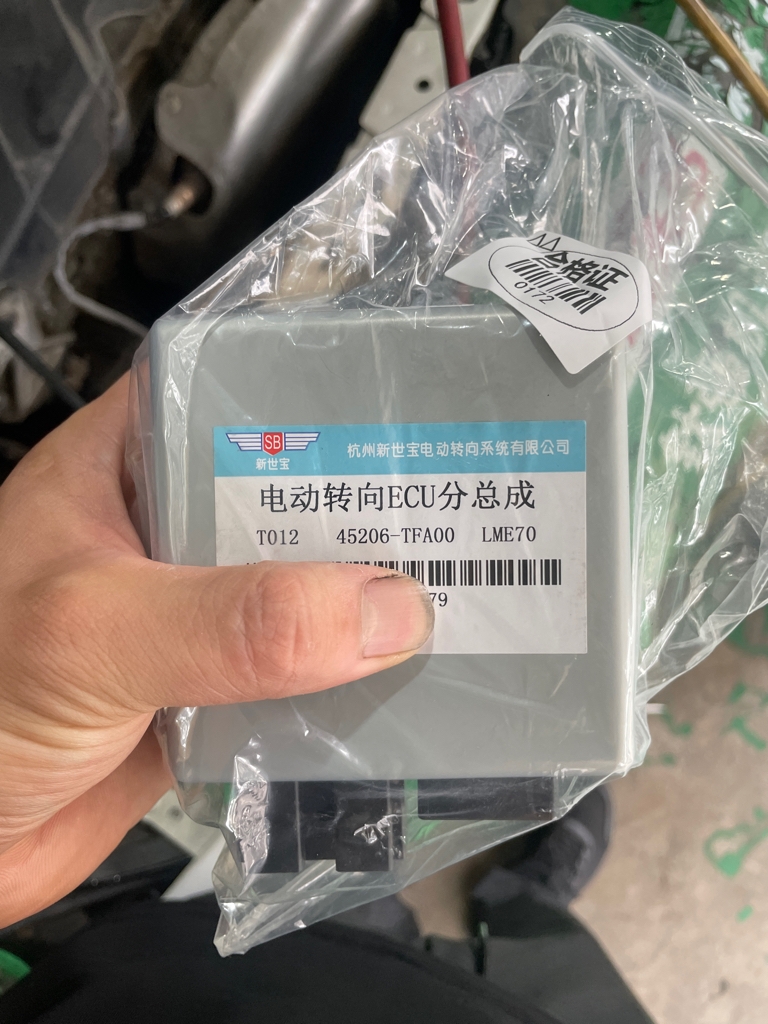 合格证
0172
SB
新世宝
杭州新世宝电动转向系统有限公司
电动转向ECU分总成
T012 45206-TFA00 LME70
79